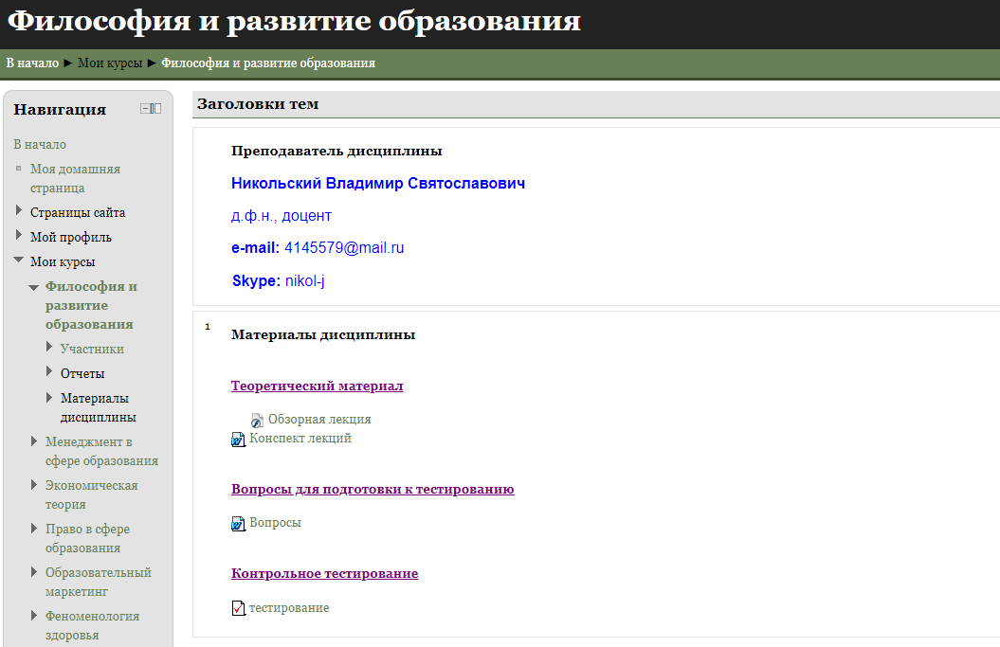 Философия и развитие образования
В начало ► Мои курсы ► Философия и развитие образования
Навигация
В начало
Моя домашняя
страница
Страницы сайта
Мой профиль
Мои курсы
Философия и
развитие
образования
Участники
Отчеты
Материалы
дисциплины
Менеджмент в
сфере образования
Экономическая
теория
Право в сфере
образования
Образовательный
маркетинг
Феноменология
здоровья
Заголовки тем
Преподаватель дисциплины
Никольский Владимир Святославович
д.ф.н., доцент
e-mail: 4145579@mail.ru
Skype: nikol-j
1
Материалы дисциплины
Теоретический материал
Обзорная лекция
Конспект лекций
Вопросы для подготовки к тестированию
Вопросы
Контрольное тестирование
тестирование